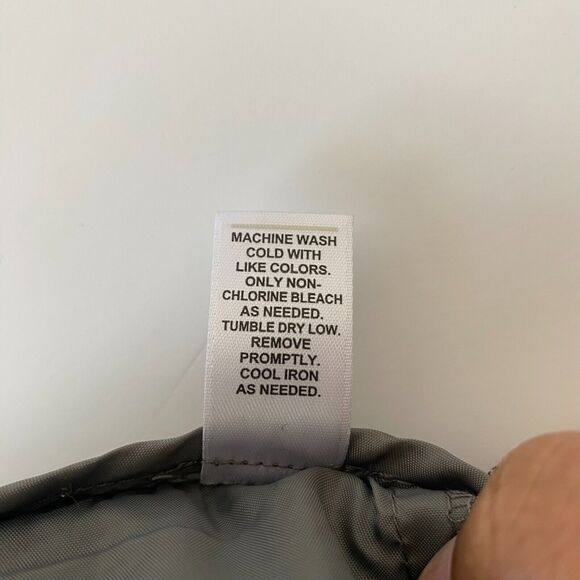 MACHINE WASH
COLD WITH
LIKE COLORS.
ONLY NON-
CHLORINE BLEACH
AS NEEDED.
TUMBLE DRY LOW.
REMOVE
PROMPTLY.
COOL IRON
AS NEEDED.